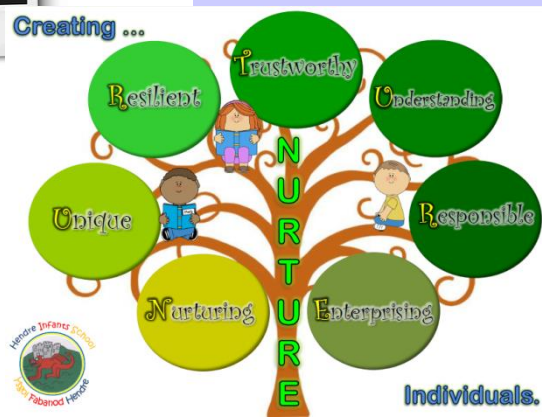 Creating ...
Nurturing
Unique
Resilient
Trustworthy
Understanding
Responsible
Enterprising
NURTURE
Individuals.
Hendre Infants School
Ysgol Fabanod Hendre